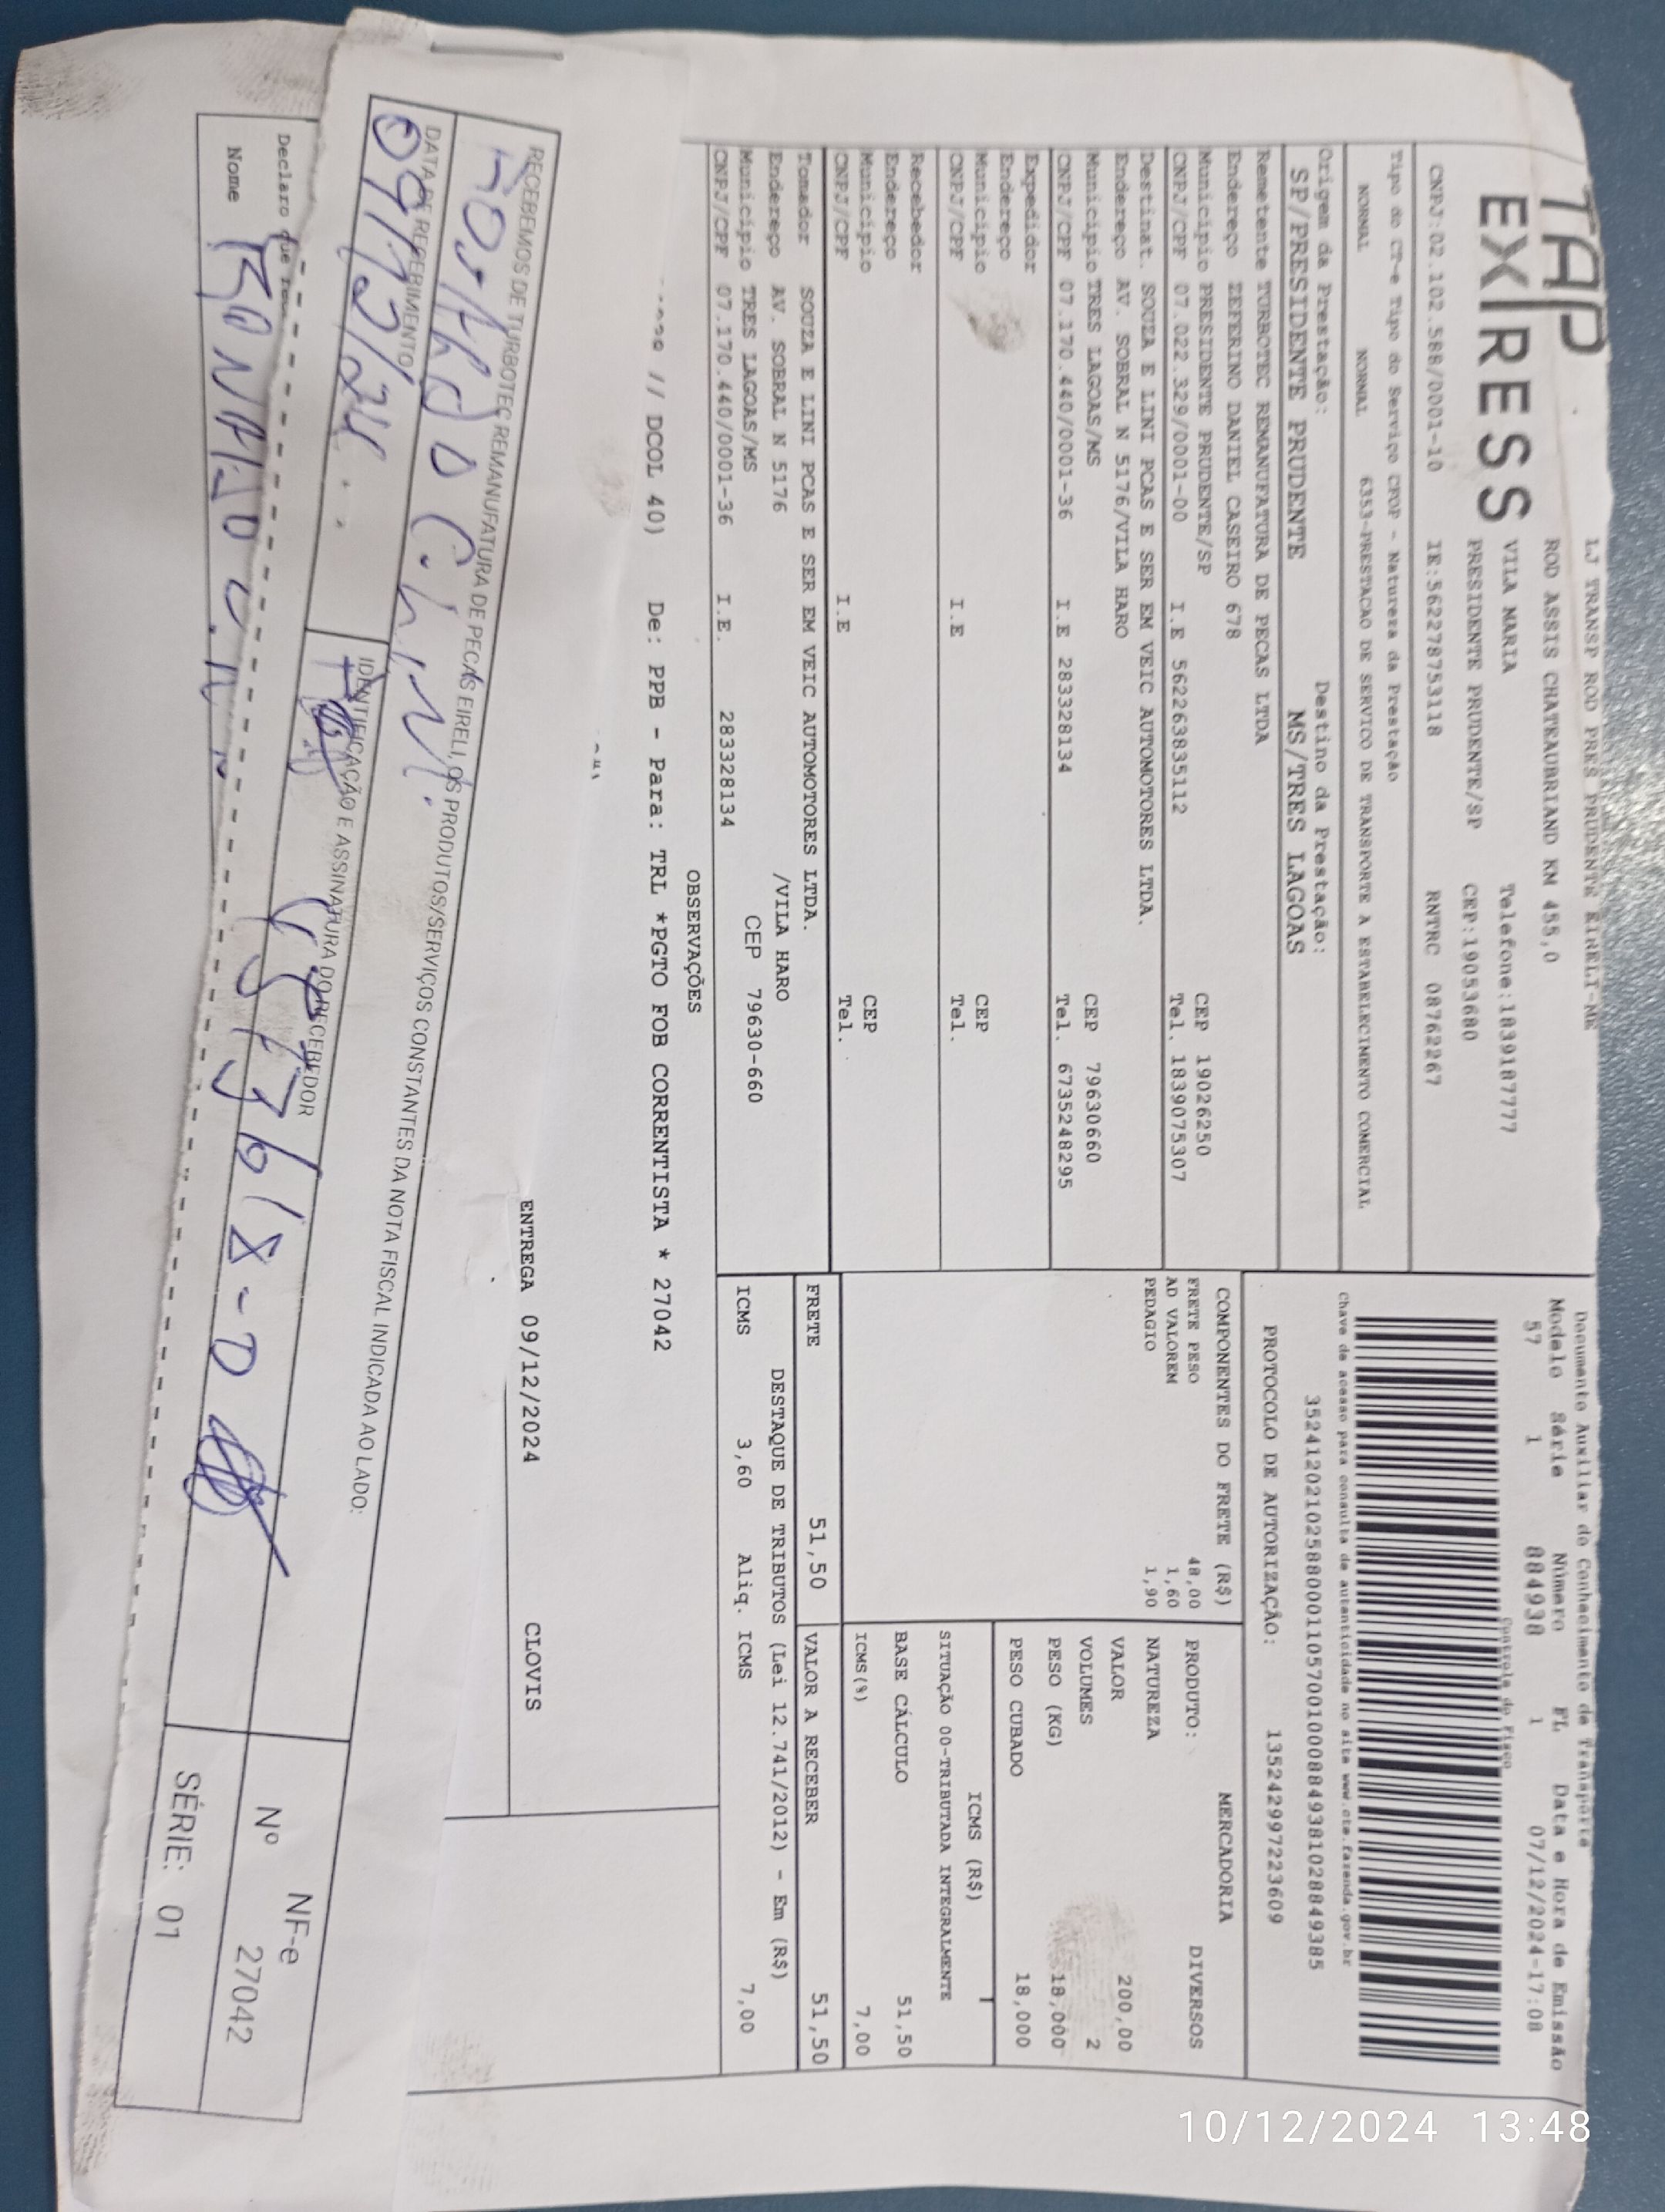 TAP
EXPRESS
LJ TRANSP ROD PRES PRUDENTE EIRELI-ME
ROD ASSIS CHATEAUBRIAND KM 455,0
VILA MARIA Telefone:1839187777
PRESIDENTE PRUDENTE/SP CEP:19053680
CNPJ:02.102.588/0001-10 IE:562278753118 RNTRC 08762267
Tipo do CT-e Tipo do Serviço CFOP - Natureza da Prestação
NORMAL NORMAL 6353-PRESTACAO DE SERVICO DE TRANSPORTE A ESTABELECIMENTO COMERCIAL
Origem da Prestação: Destino da Prestação:
SP/PRESIDENTE PRUDENTE MS/TRES LAGOAS
Remetente TURBOTEC REMANUFATURA DE PECAS LTDA
Endereço ZEFERINO DANIEL CASEIRO 678
Município PRESIDENTE PRUDENTE/SP CEP 19026250
CNPJ/CPF 07.022.329/0001-00 I.E 562263835112 Tel. 1839075307
Destinat. SOUZA E LINI PCAS E SER EM VEIC AUTOMOTORES LTDA.
Endereço AV. SOBRAL N 5176/VILA HARO
Município TRES LAGOAS/MS CEP 79630660
CNPJ/CPF 07.170.440/0001-36 I.E 283328134 Tel. 6735248295
Expedidor
Endereço
Município CEP
CNPJ/CPF I.E Tel.
Recebedor
Endereço
Município CEP
CNPJ/CPF I.E Tel.
Tomador SOUZA E LINI PCAS E SER EM VEIC AUTOMOTORES LTDA.
Endereço AV. SOBRAL N 5176 /VILA HARO
Município TRES LAGOAS/MS CEP 79630-660
CNPJ/CPF 07.170.440/0001-36 I.E. 283328134
Documento Auxiliar do Conhecimento de Transporte
Modelo Série Número FL Data e Hora de Emissão
57 1 884938 1 07/12/2024-17:08
Controle do Fisco
Chave de acesso para consulta de autenticidade no site www.cte.fazenda.gov.br
35241202102588000110570010008849381028849385
PROTOCOLO DE AUTORIZAÇÃO: 135242997223609
COMPONENTES DO FRETE (R$)
FRETE PESO 48,00
AD VALOREM 1,60
PEDAGIO 1,90
MERCADORIA
PRODUTO: DIVERSOS
NATUREZA
VALOR 200,00
VOLUMES 2
PESO (KG) 18,000
PESO CUBADO 18,000
ICMS (R$)
SITUAÇÃO 00-TRIBUTADA INTEGRALMENTE
BASE CÁLCULO 51,50
ICMS(%) 7,00
FRETE 51,50 VALOR A RECEBER 51,50
DESTAQUE DE TRIBUTOS (Lei 12.741/2012) - Em (R$)
ICMS 3,60 Aliq. ICMS 7,00
OBSERVAÇÕES
// DCOL 40) De: PPB - Para: TRL *PGTO FOB CORRENTISTA * 27042
ENTREGA 09/12/2024 CLOVIS
RECEBEMOS DE TURBOTEC REMANUFATURA DE PECAS EIRELI, OS PRODUTOS/SERVIÇOS CONSTANTES DA NOTA FISCAL INDICADA AO LADO:
DATA DE RECEBIMENTO
09/12/24
IDENTIFICAÇÃO E ASSINATURA DO RECEBEDOR
NF-e
Nº 27042
SÉRIE: 01
Declaro que
Nome
10/12/2024 13:48